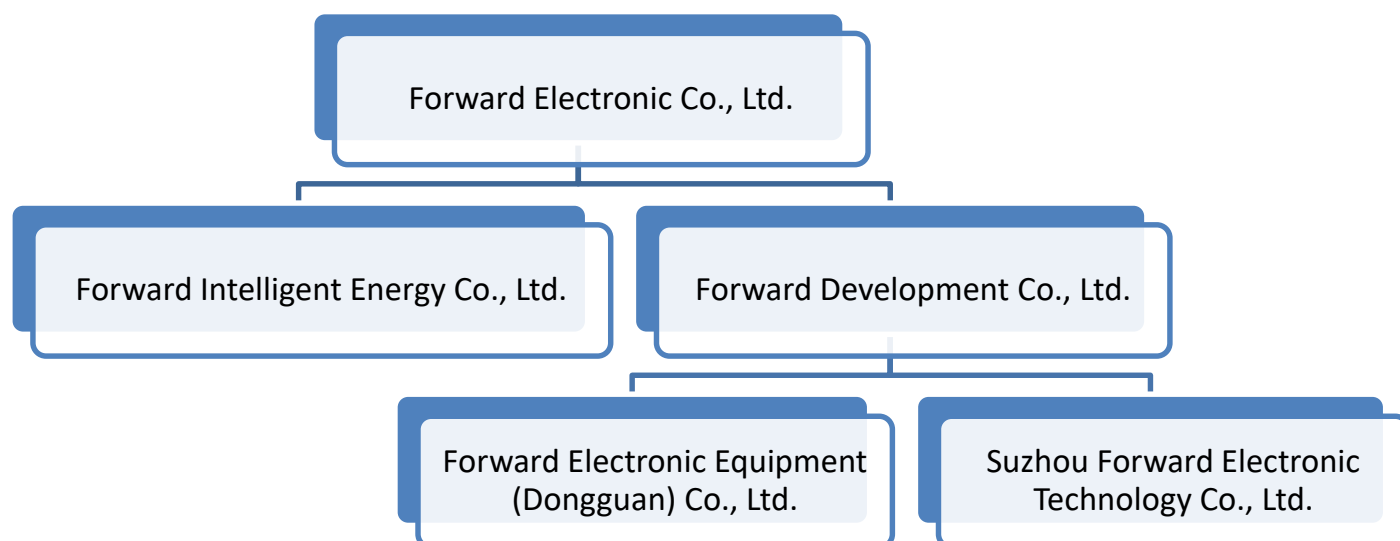 Forward Electronic Co., Ltd.
Forward Intelligent Energy Co., Ltd.
Forward Development Co., Ltd.
Forward Electronic Equipment
(Dongguan) Co., Ltd.
Suzhou Forward Electronic
Technology Co., Ltd.